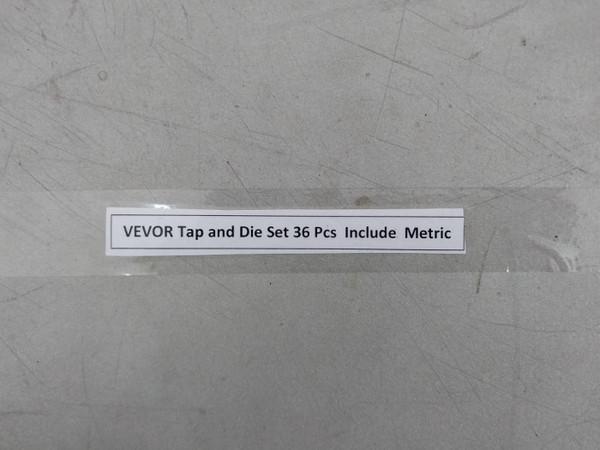 VEVOR Tap and Die Set 36 Pcs  Include  Metric